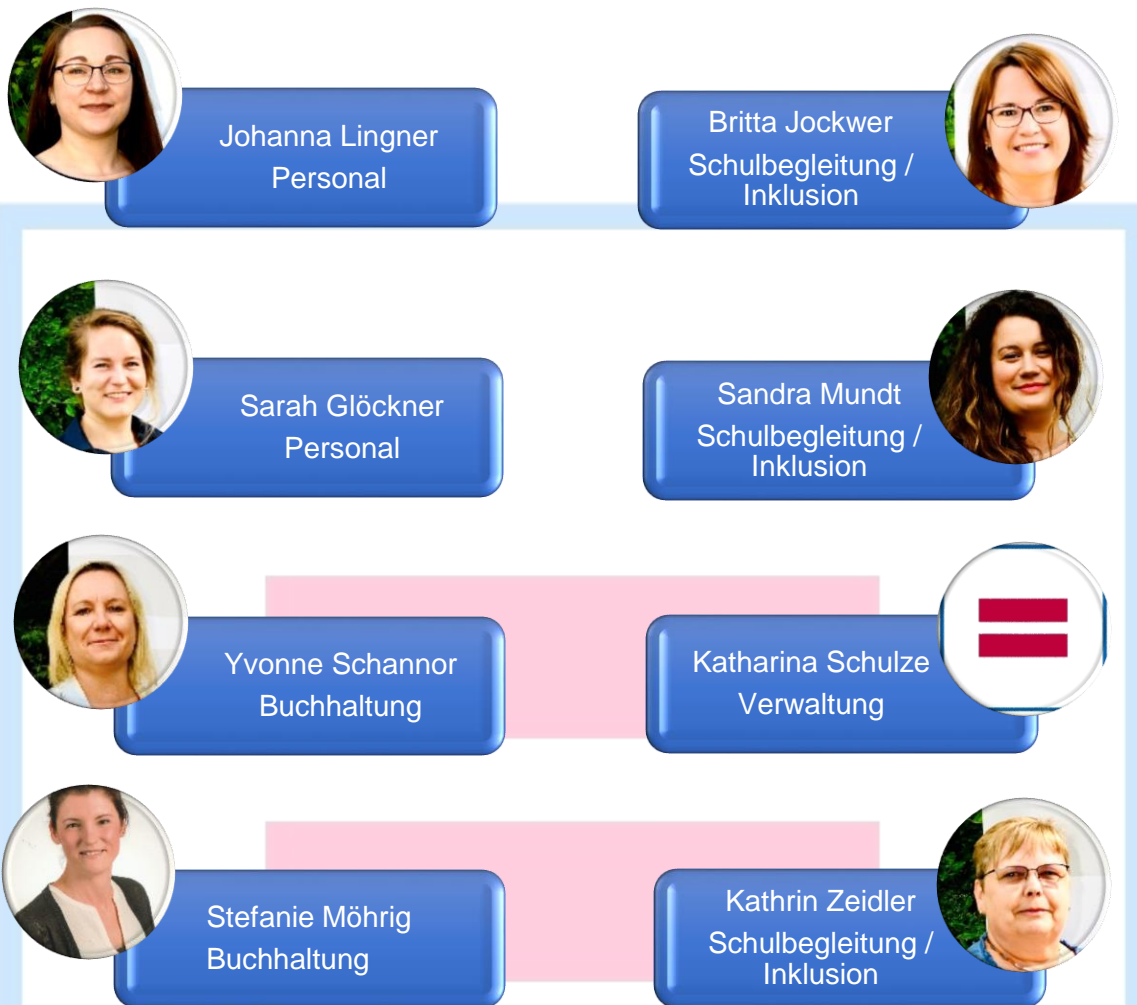 Johanna Lingner
Personal
Britta Jockwer
Schulbegleitung /
Inklusion
Sarah Glöckner
Personal
Sandra Mundt
Schulbegleitung /
Inklusion
Yvonne Schannor
Buchhaltung
Katharina Schulze
Verwaltung
Stefanie Möhrig
Buchhaltung
Kathrin Zeidler
Schulbegleitung /
Inklusion